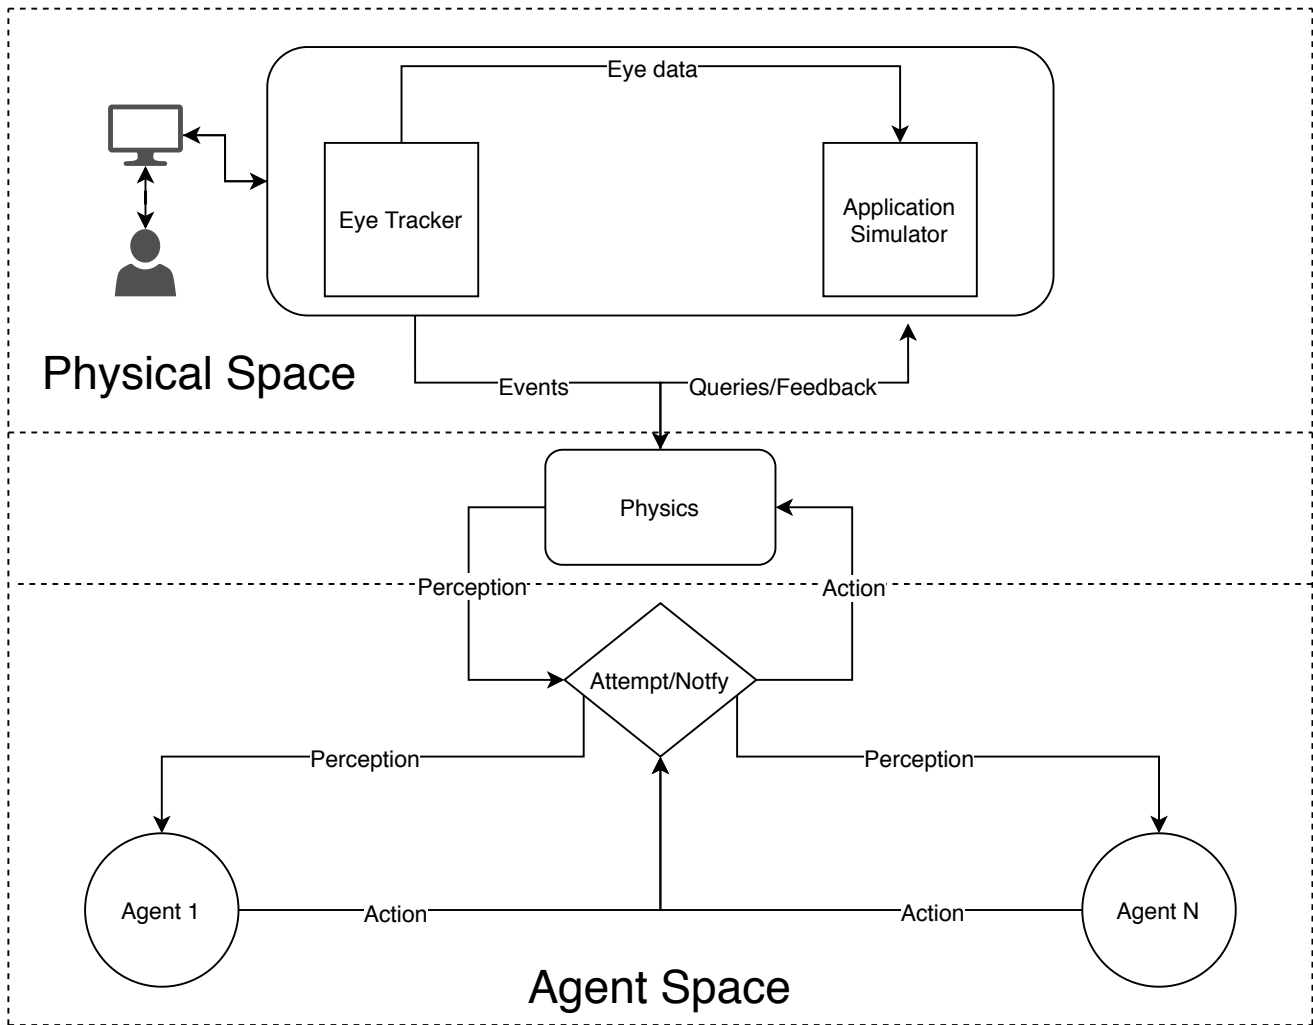 Eye data
Eye Tracker
Application
Simulator
Physical Space
Events
Queries/Feedback
Physics
Perception
Action
Attempt/Notfy
Perception
Perception
Agent 1
Action
Action
Agent N
Agent Space